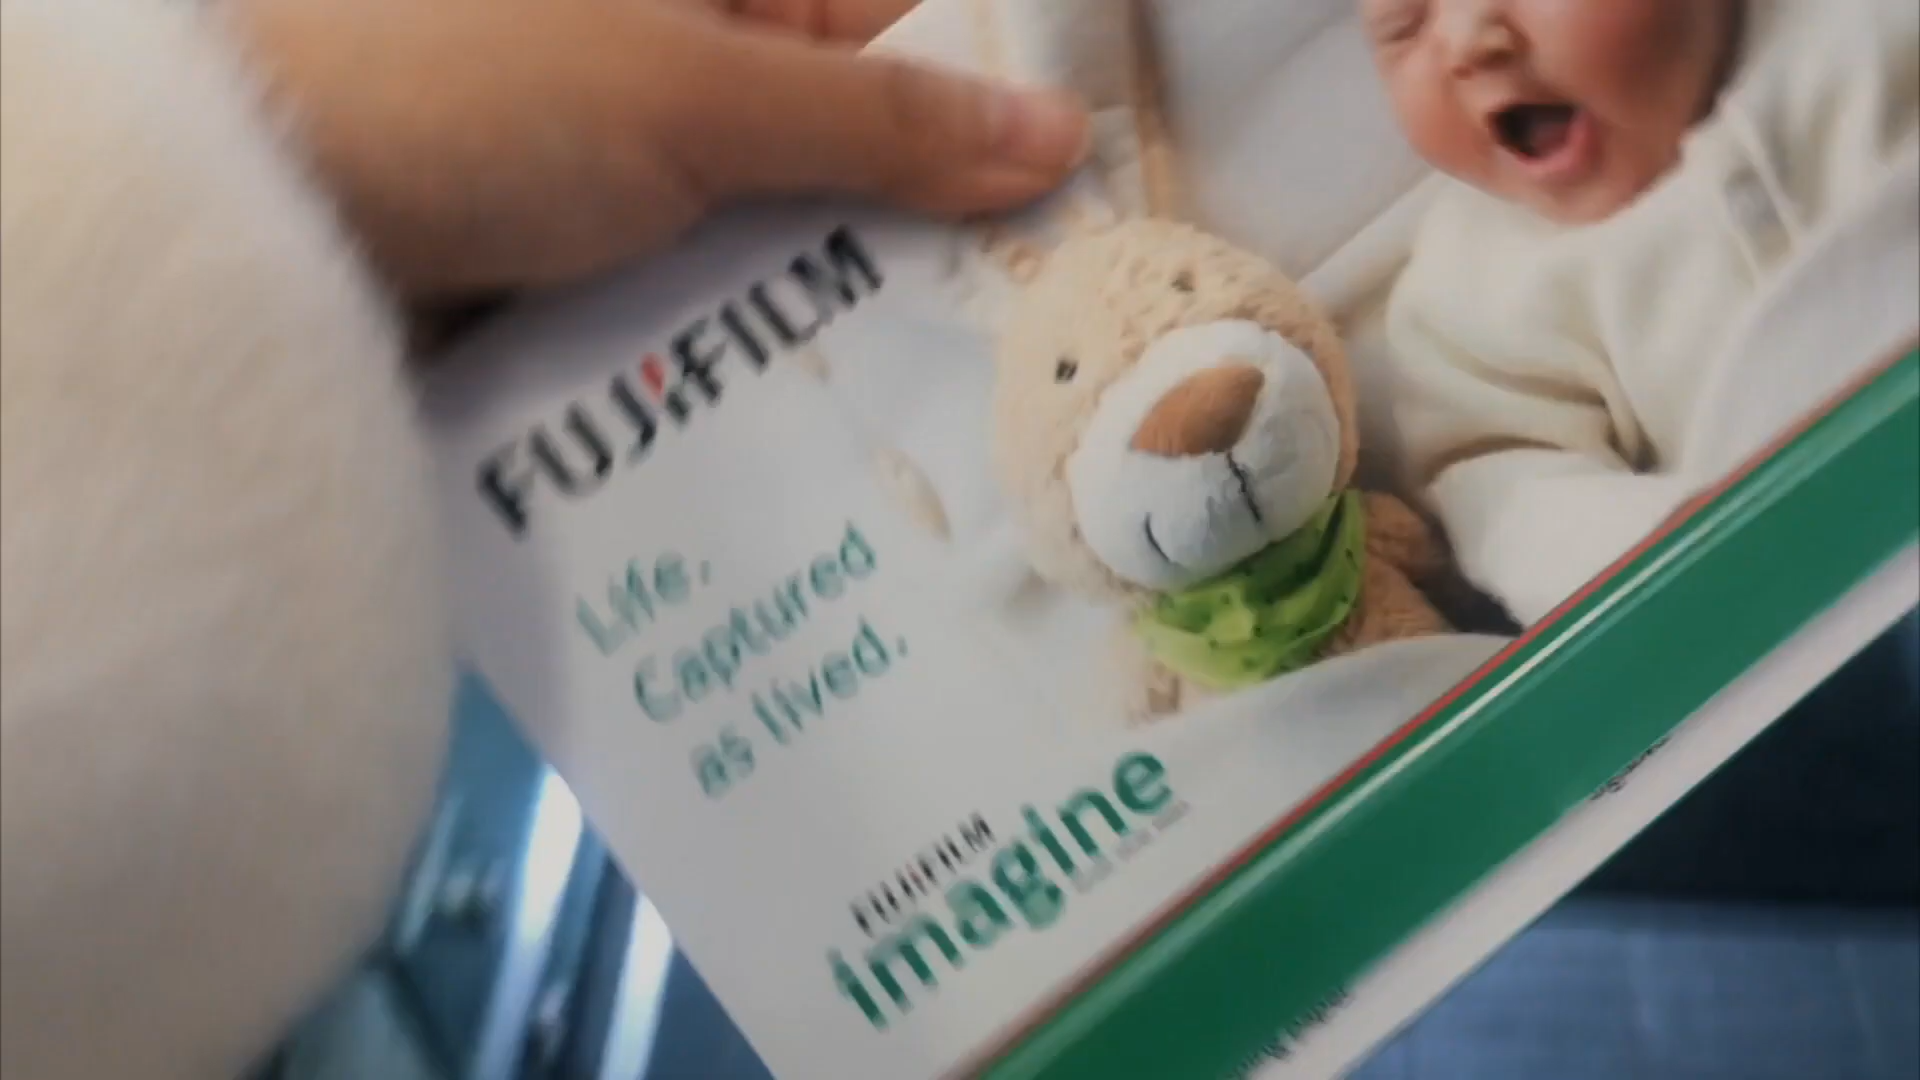 FUJIFILM
Life.
Captured
as lived.
FUJIFILM
imagine